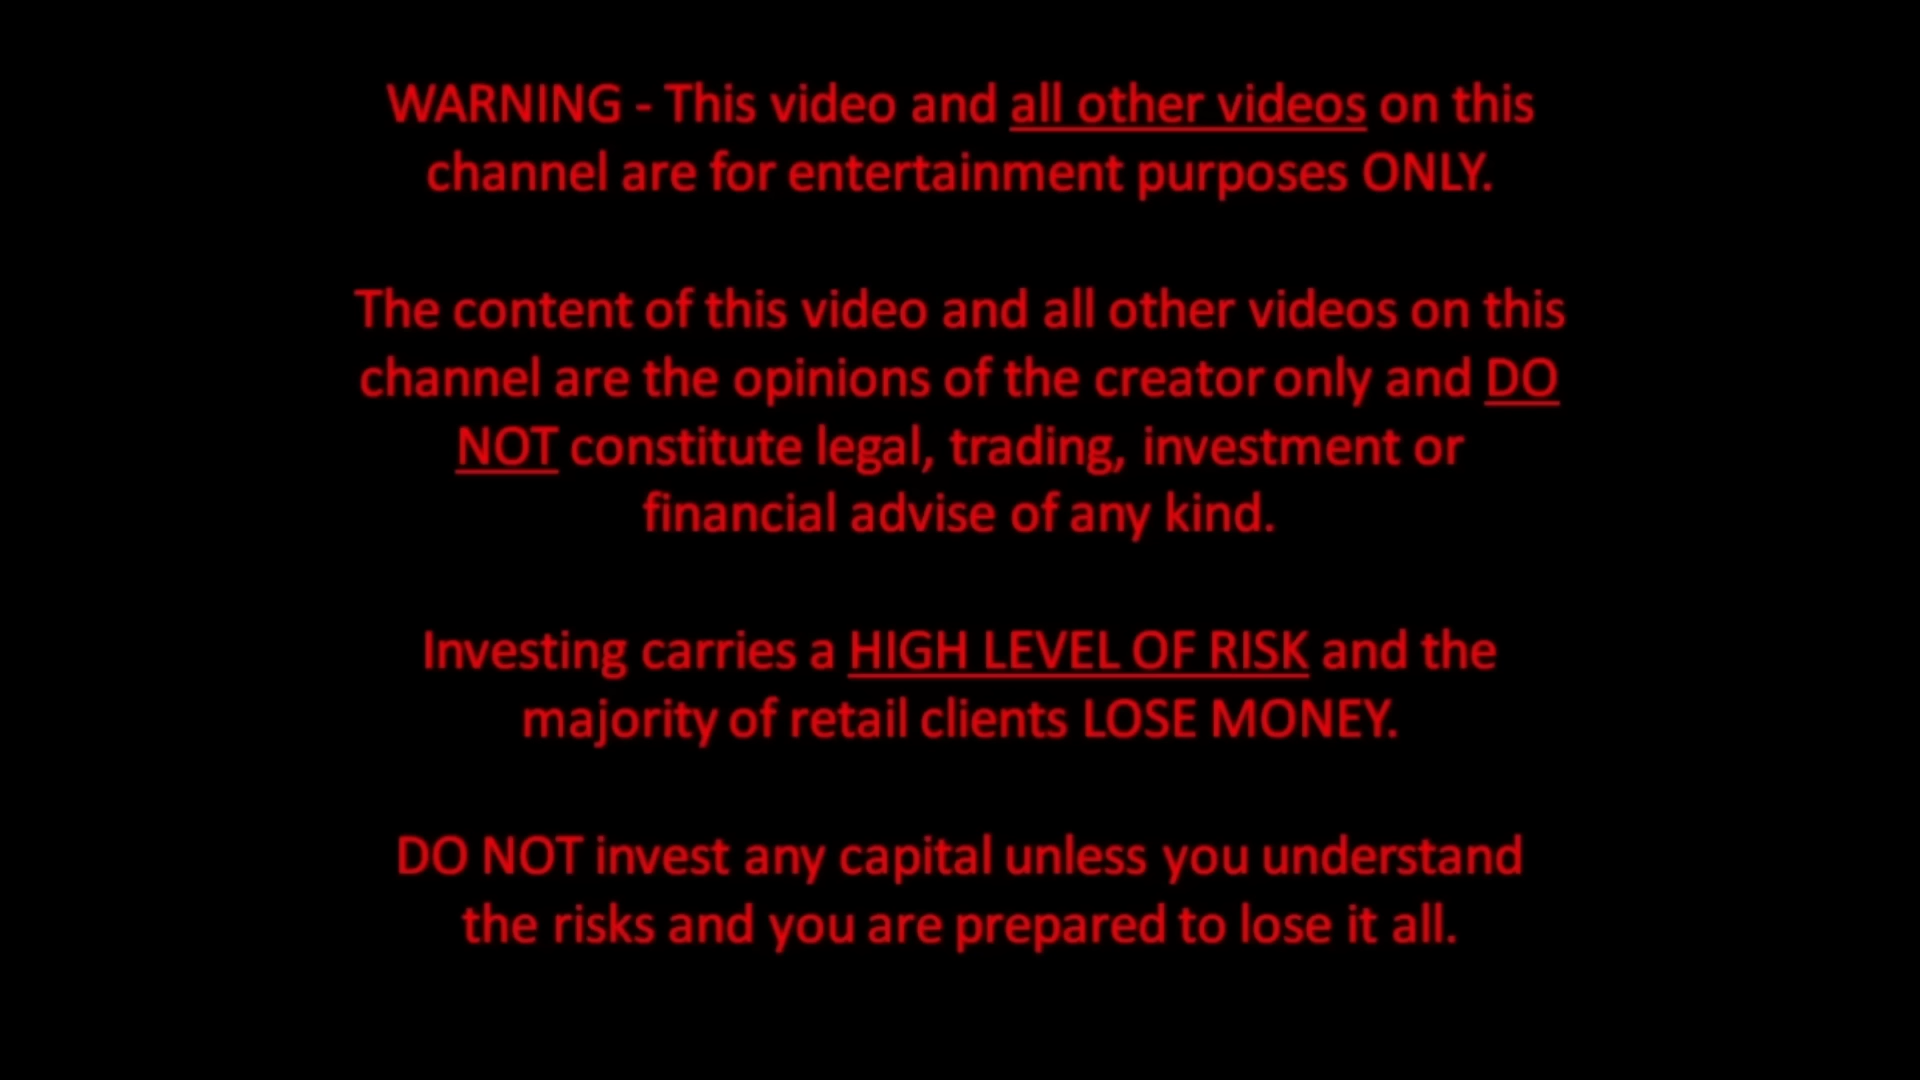 WARNING - This video and all other videos on this
channel are for entertainment purposes ONLY.
The content of this video and all other videos on this
channel are the opinions of the creator only and DO
NOT constitute legal, trading, investment or
financial advise of any kind.
Investing carries a HIGH LEVEL OF RISK and the
majority of retail clients LOSE MONEY.
DO NOT invest any capital unless you understand
the risks and you are prepared to lose it all.